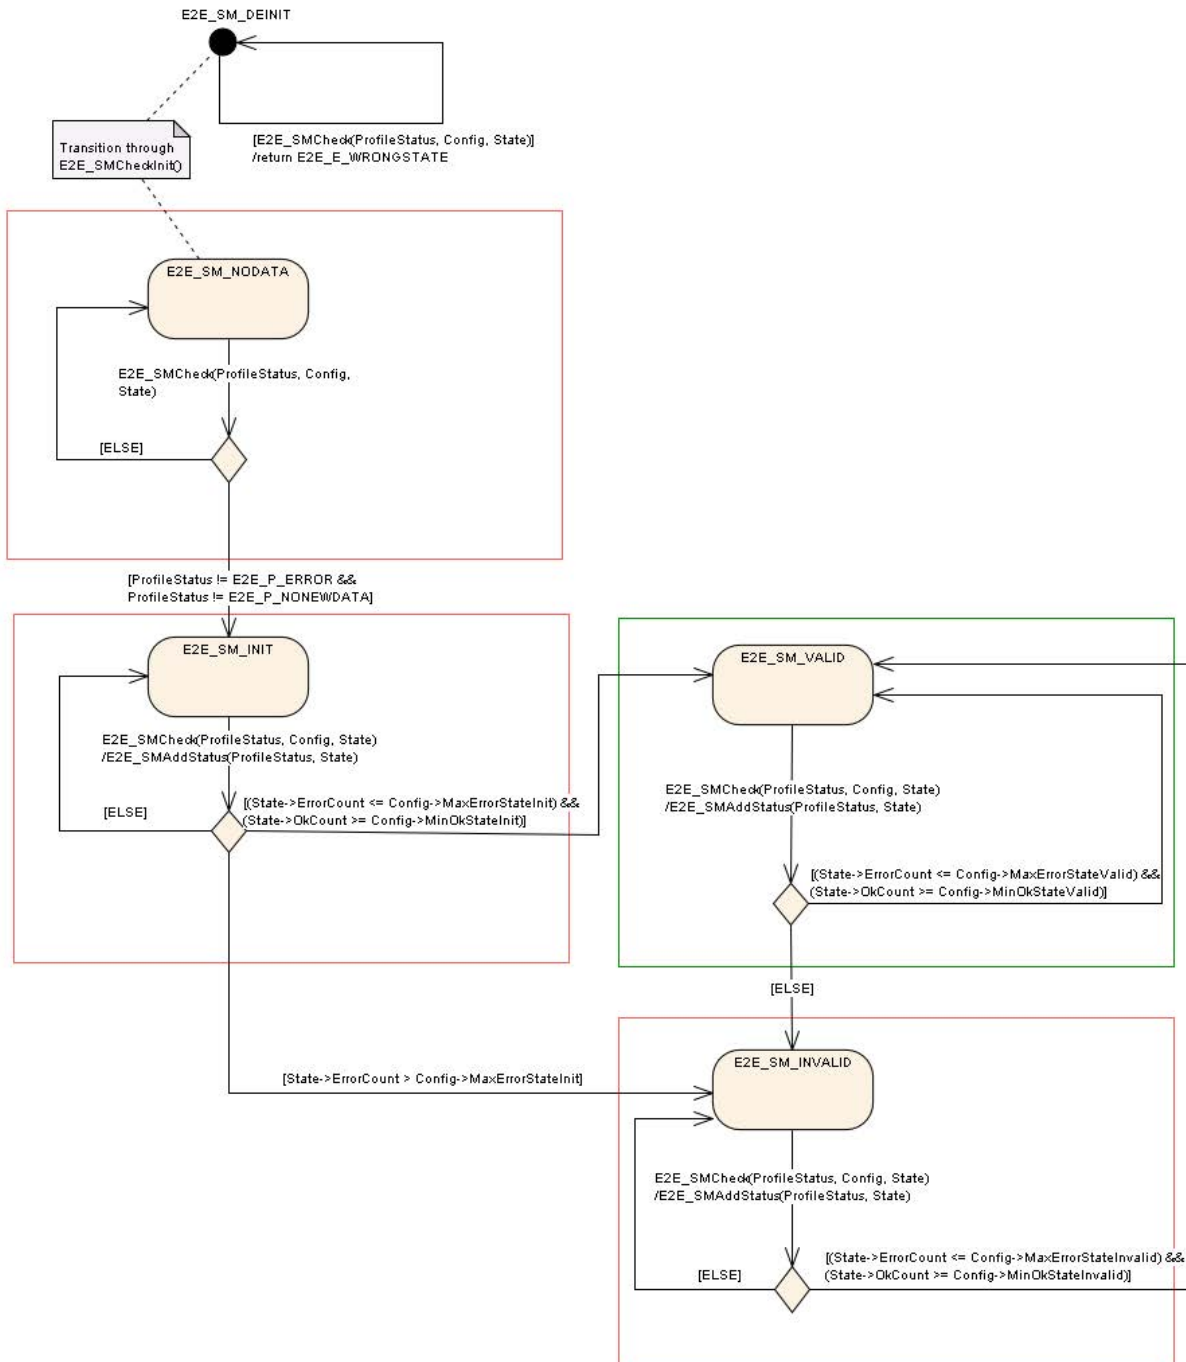 E2E_SM_DEINIT
[E2E_SMCheck(ProfileStatus, Config, State)]
/return E2E_E_WRONGSTATE
Transition through
E2E_SMCheckInit()
E2E_SM_NODATA
E2E_SMCheck(ProfileStatus, Config,
State)
[ELSE]
[ProfileStatus != E2E_P_ERROR &&
ProfileStatus != E2E_P_NONEWDATA]
E2E_SM_INIT
E2E_SMCheck(ProfileStatus, Config, State)
/E2E_SMAddStatus(ProfileStatus, State)
[ELSE]
[(State->ErrorCount <= Config->MaxErrorStateInit) &&
(State->OkCount >= Config->MinOkStateInit)]
E2E_SM_VALID
E2E_SMCheck(ProfileStatus, Config, State)
/E2E_SMAddStatus(ProfileStatus, State)
[(State->ErrorCount <= Config->MaxErrorStateValid) &&
(State->OkCount >= Config->MinOkStateValid)]
[ELSE]
[State->ErrorCount > Config->MaxErrorStateInit]
E2E_SM_INVALID
E2E_SMCheck(ProfileStatus, Config, State)
/E2E_SMAddStatus(ProfileStatus, State)
[ELSE]
[(State->ErrorCount <= Config->MaxErrorStateInvalid) &&
(State->OkCount >= Config->MinOkStateInvalid)]